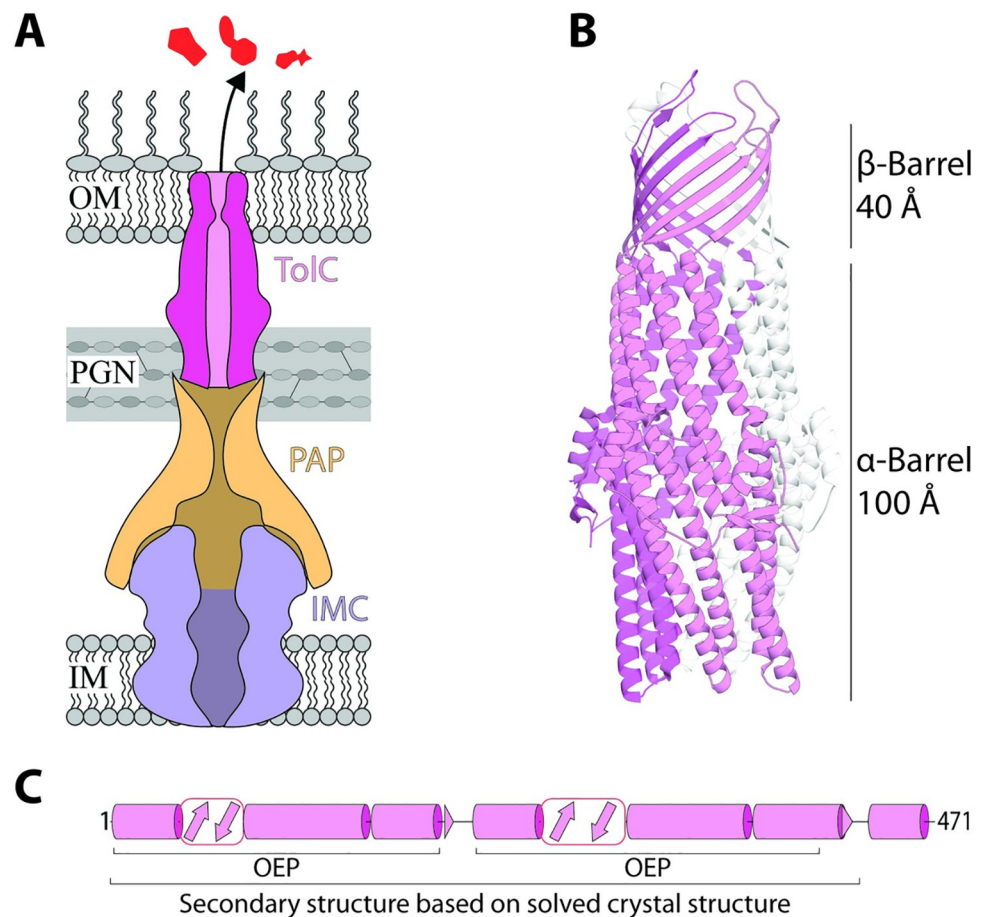 A
OM
TolC
PGN
PAP
IMC
IM
B
β-Barrel
40 Å
α-Barrel
100 Å
C
1 471
OEP OEP
Secondary structure based on solved crystal structure